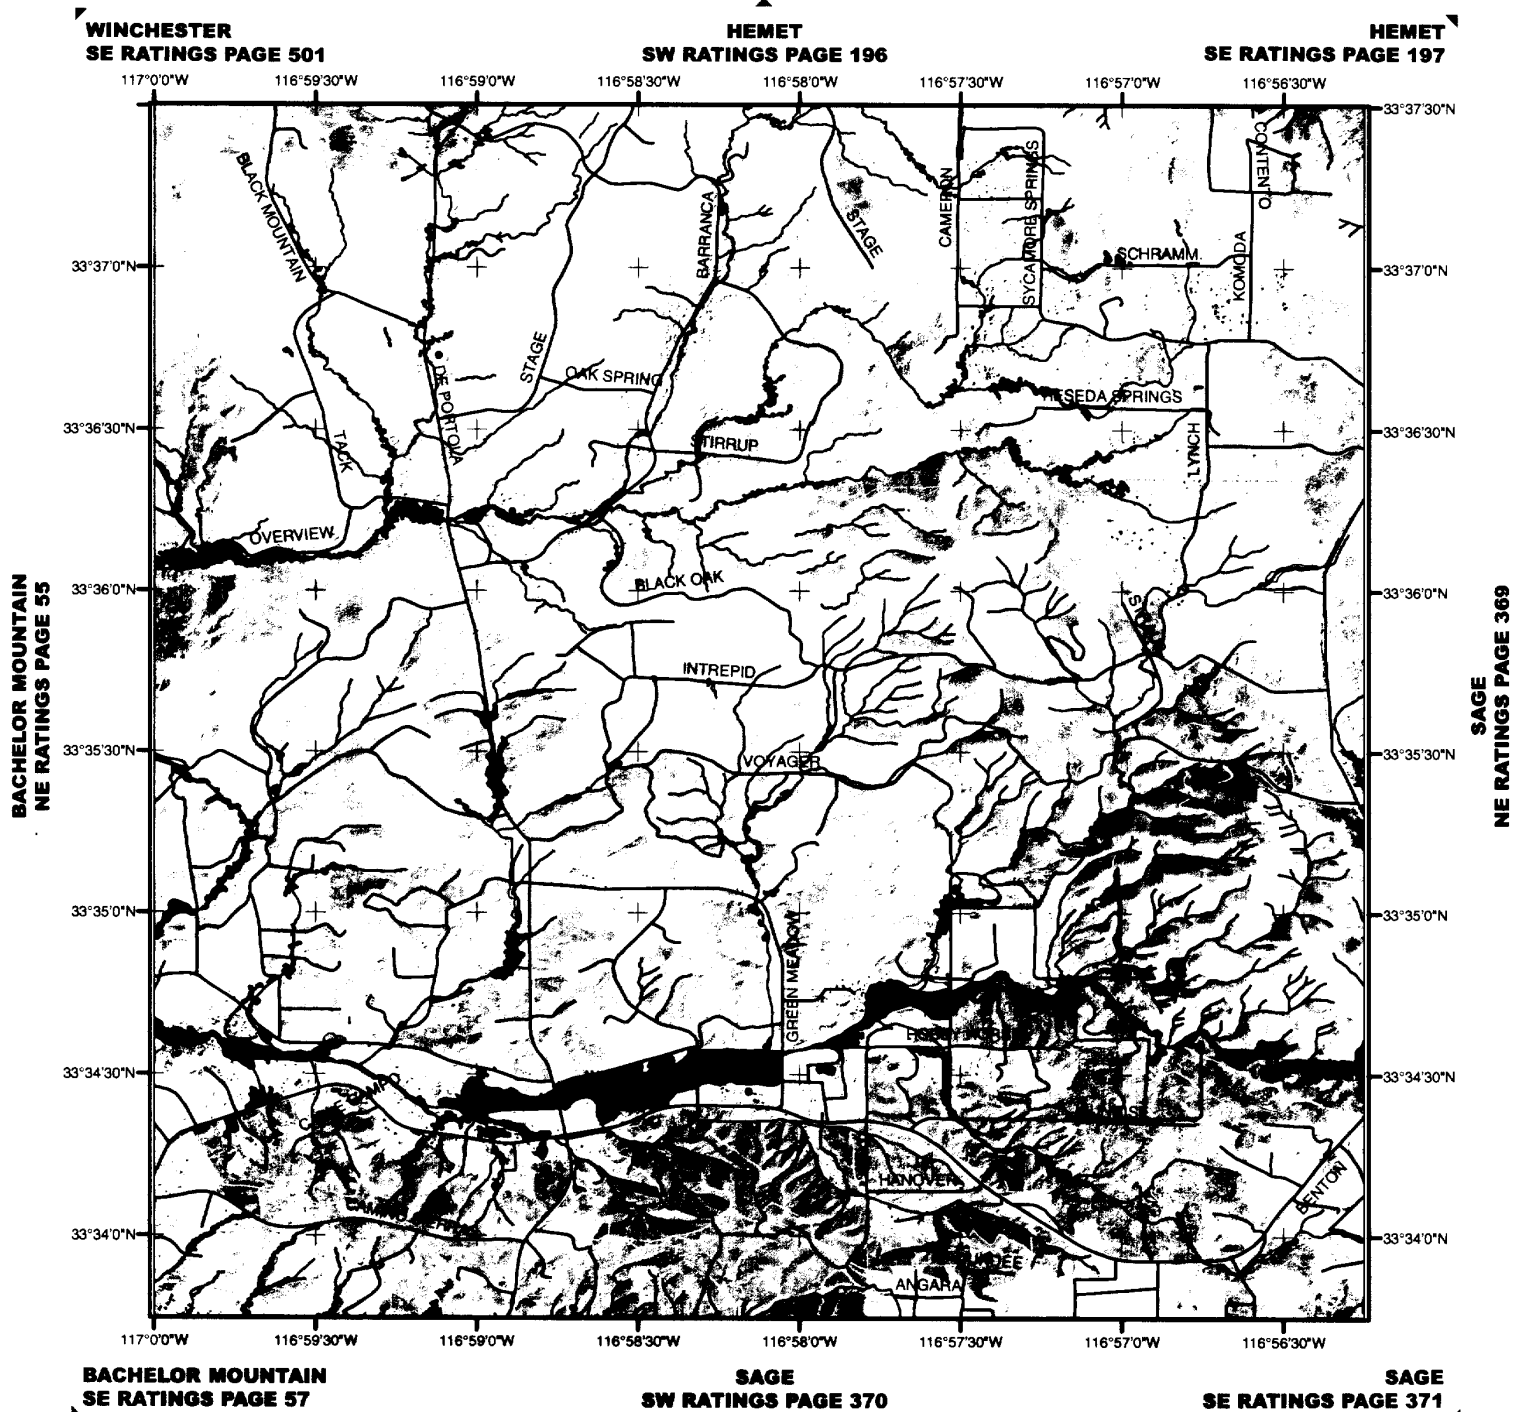 WINCHESTER
SE RATINGS PAGE 501
HEMET
SW RATINGS PAGE 196
HEMET
SE RATINGS PAGE 197
117°0'0"W
116°59'30"W
116°59'0"W
116°58'30"W
116°58'0"W
116°57'30"W
116°57'0"W
116°56'30"W
33°37'30"N
BLACK MOUNTAIN
BARRANCA
STAGE
CAMERON
SYCAMORE SPRINGS
CONTENTO
SCHRAMM
KOMODA
33°37'0"N
33°37'0"N
STAGE
OAK SPRING
DE PORTOLA
TACK
STIRRUP
HESEDA SPRINGS
LYNCH
33°36'30"N
33°36'30"N
OVERVIEW
BLACK OAK
33°36'0"N
33°36'0"N
INTREPID
VOYAGER
33°35'30"N
33°35'30"N
BACHELOR MOUNTAIN
NE RATINGS PAGE 55
SAGE
NE RATINGS PAGE 369
33°35'0"N
33°35'0"N
GREEN MEADOW
33°34'30"N
33°34'30"N
HANOVER
BENTON
33°34'0"N
33°34'0"N
ANGARA
117°0'0"W
116°59'30"W
116°59'0"W
116°58'30"W
116°58'0"W
116°57'30"W
116°57'0"W
116°56'30"W
BACHELOR MOUNTAIN
SE RATINGS PAGE 57
SAGE
SW RATINGS PAGE 370
SAGE
SE RATINGS PAGE 371